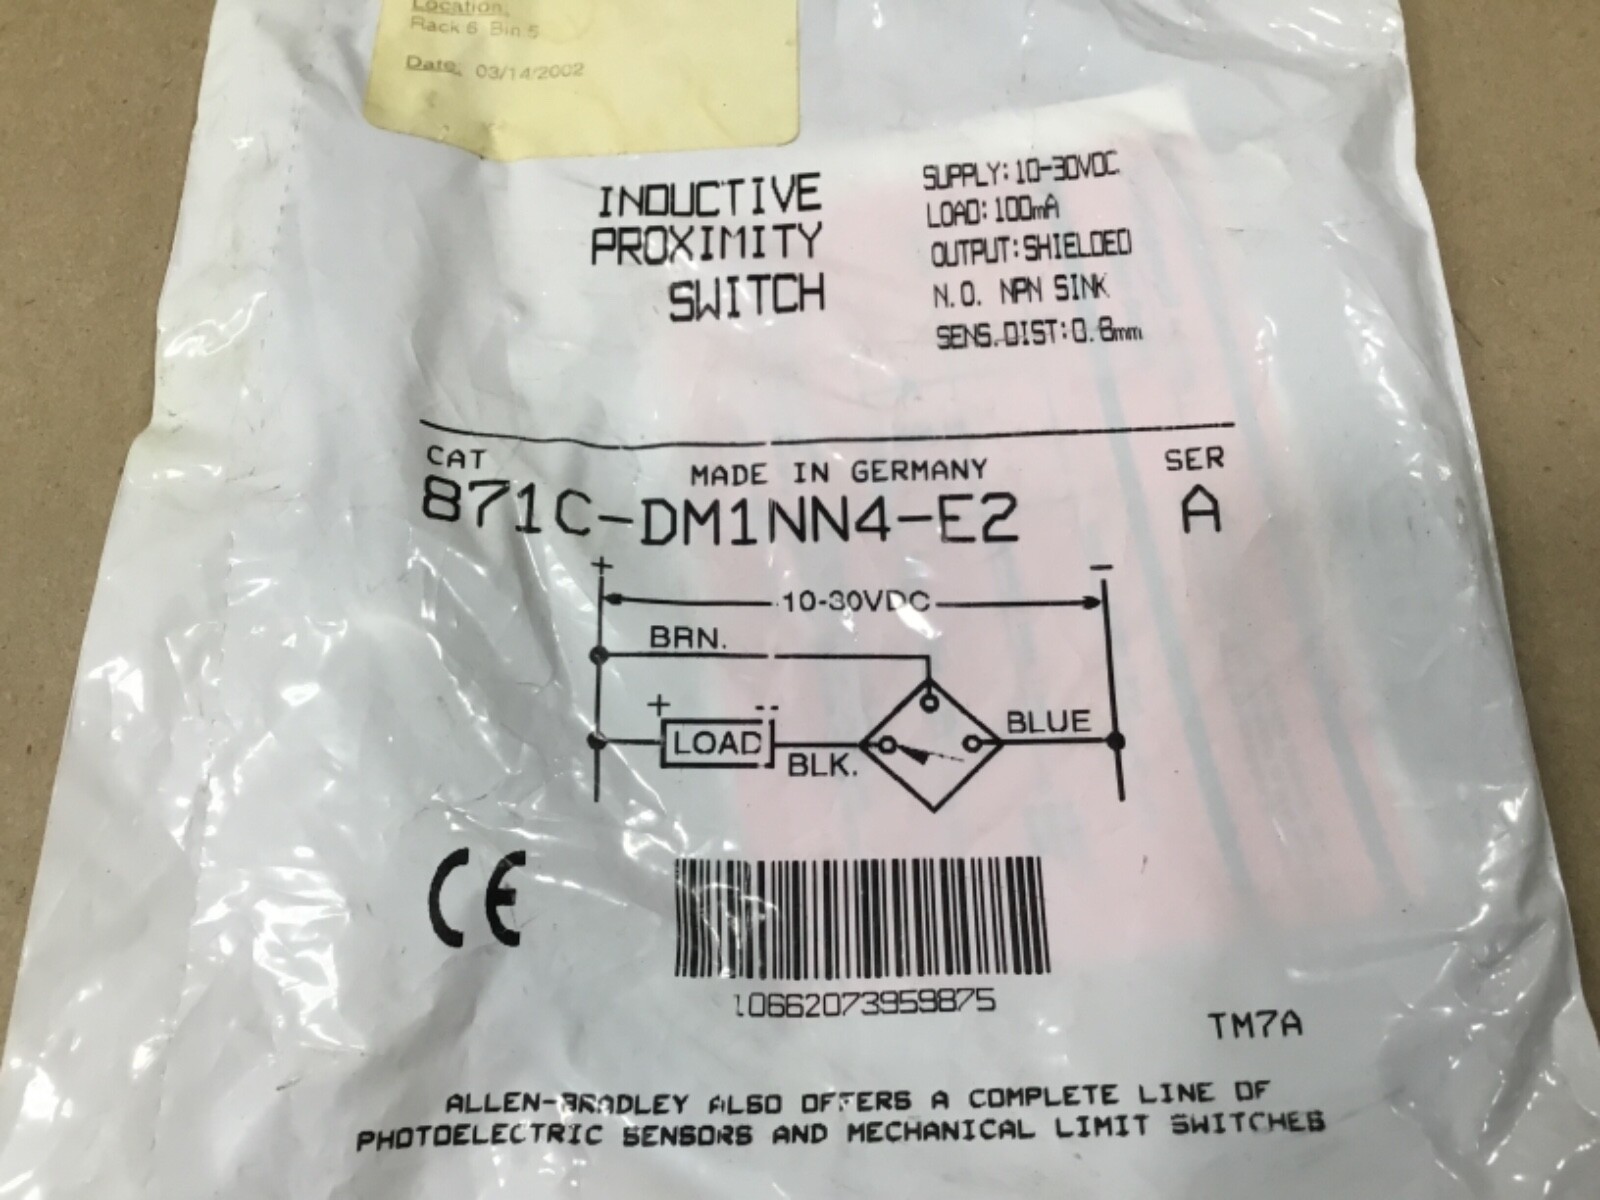 Location:
Rack 6 Bin 5
Date: 03/14/2002
INDUCTIVE
PROXIMITY
SWITCH
SUPPLY: 10-30VDC
LOAD: 100mA
OUTPUT: SHIELDED
N.O. NPN SINK
SENS. DIST: 0.8mm
CAT
MADE IN GERMANY
SER
871C-DM1NN4-E2
A
+ -
10-30VDC
BRN.
+ -
LOAD
BLK.
BLUE
CE
10662073959875
TM7A
ALLEN-BRADLEY ALSO OFFERS A COMPLETE LINE OF
PHOTOELECTRIC SENSORS AND MECHANICAL LIMIT SWITCHES